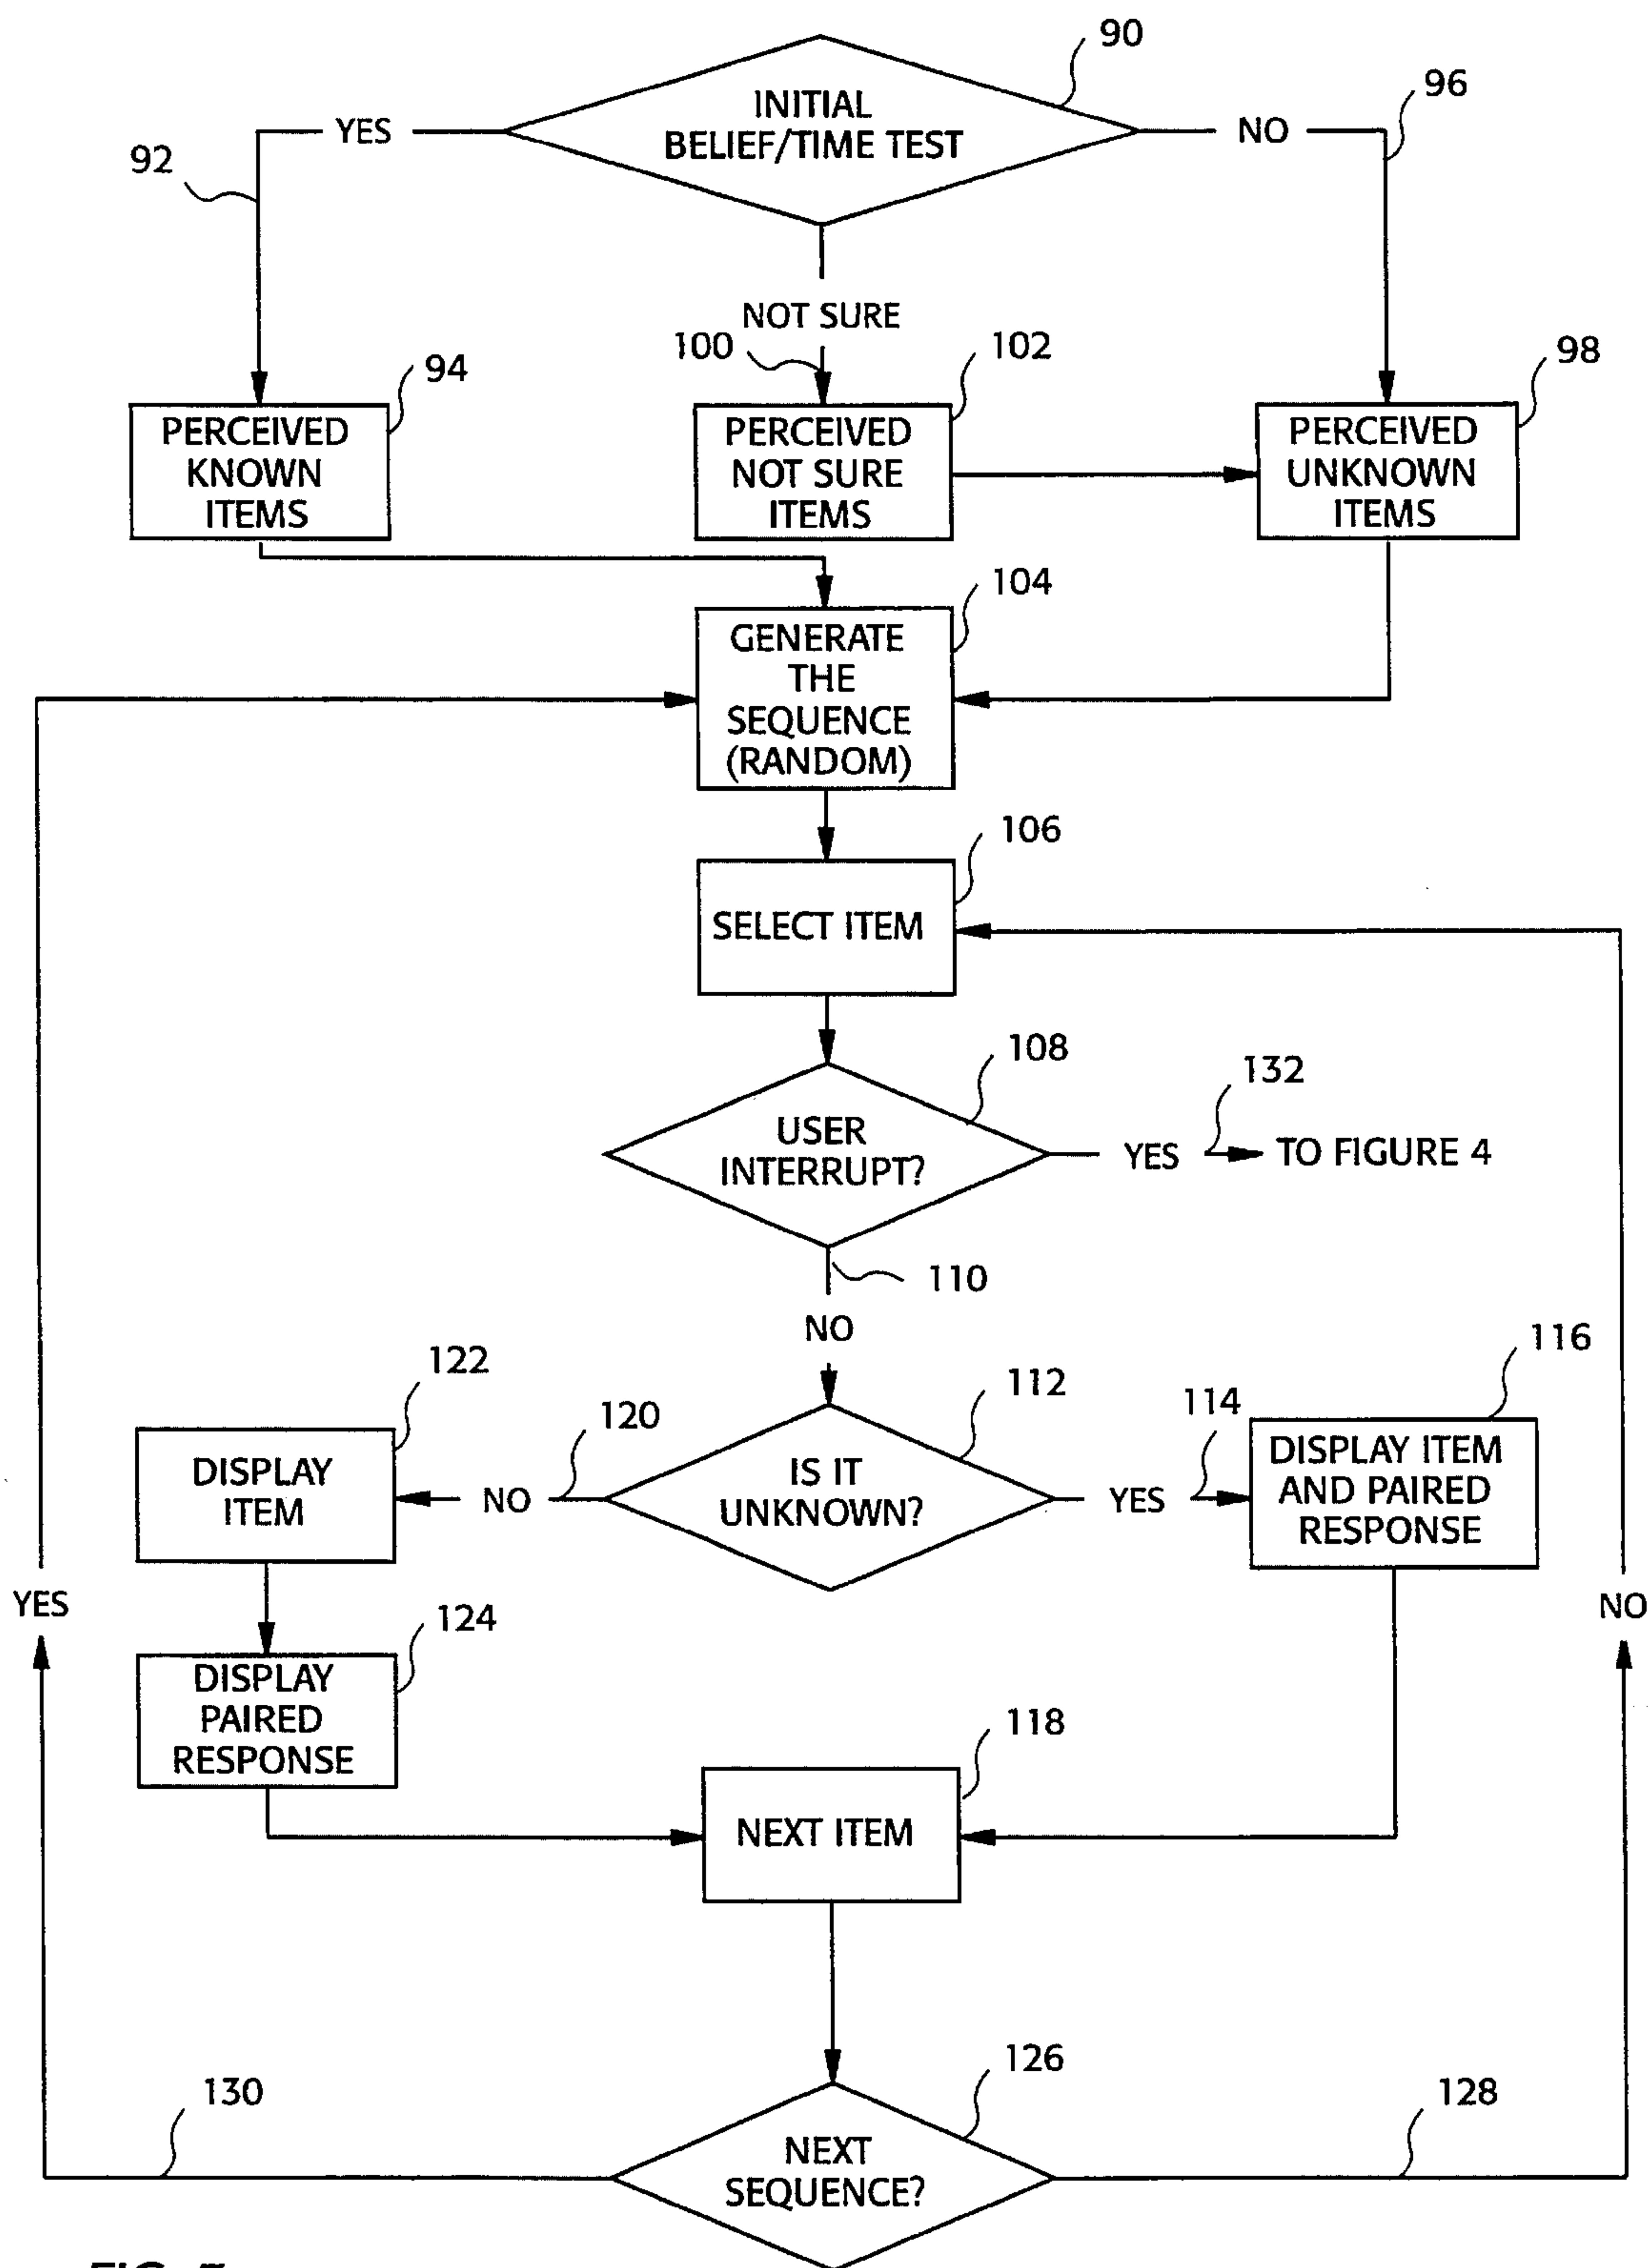 90
INITIAL
BELIEF/TIME TEST
YES
NO
92
96
NOT SURE
100
102
94
98
PERCEIVED
KNOWN
ITEMS
PERCEIVED
NOT SURE
ITEMS
PERCEIVED
UNKNOWN
ITEMS
104
GENERATE
THE
SEQUENCE
(RANDOM)
106
SELECT ITEM
108
132
USER
INTERRUPT?
YES
TO FIGURE 4
110
NO
116
122
112
114
120
DISPLAY
ITEM
NO
IS IT
UNKNOWN?
YES
DISPLAY ITEM
AND PAIRED
RESPONSE
YES
NO
124
DISPLAY
PAIRED
RESPONSE
118
NEXT ITEM
126
130
128
NEXT
SEQUENCE?